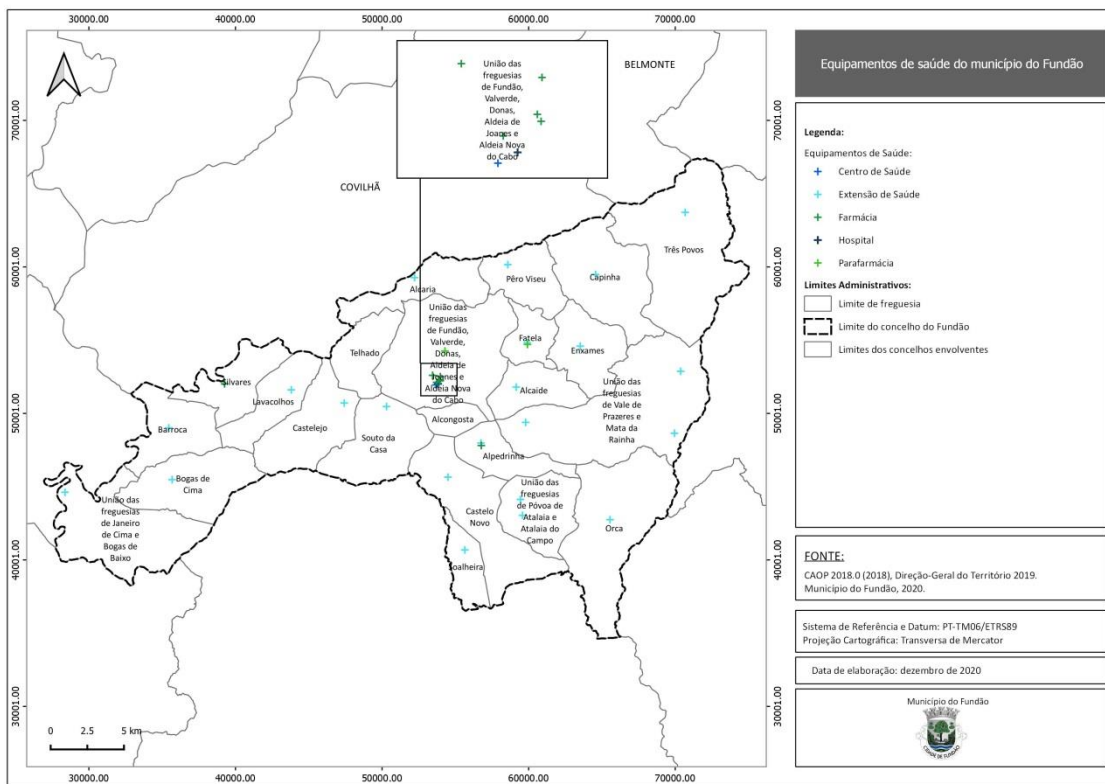 30000.00 40000.00 50000.00 60000.00 70000.00
70001.00
60001.00
50001.00
40001.00
30001.00
BELMONTE
COVILHÃ
União das
freguesias
de Fundão,
Valverde,
Donas,
Aldeia de
Joanes e
Aldeia Nova
do Cabo
Três Povos
Capinha
Pêro Viseu
Alcaria
União das
freguesias
de Fundão,
Valverde,
Donas,
Aldeia de
Joanes e
Aldeia Nova
do Cabo
Fatela
Enxames
Telhado
Silvares
Lavacolhos
Alcaide
União das
freguesias
de Vale de
Prazeres e
Mata da
Rainha
Barroca
Castelejo
Souto da
Casa
Alcongosta
Alpedrinha
Bogas de
Cima
União das
freguesias
de Janeiro
de Cima e
Bogas de
Baixo
Castelo
Novo
União das
freguesias
de Póvoa de
Atalaia e
Atalaia do
Campo
Orca
Soalheira
0 2.5 5 km
30000.00 40000.00 50000.00 60000.00 70000.00
70001.00
60001.00
50001.00
40001.00
30001.00
Equipamentos de saúde do município do Fundão
Legenda:
Equipamentos de Saúde:
Centro de Saúde
Extensão de Saúde
Farmácia
Hospital
Parafarmácia
Limites Administrativos:
Limite de freguesia
Limite do concelho do Fundão
Limites dos concelhos envolventes
FONTE:
CAOP 2018.0 (2018), Direção-Geral do Território 2019.
Município do Fundão, 2020.
Sistema de Referência e Datum: PT-TM06/ETRS89
Projeção Cartográfica: Transversa de Mercator
Data de elaboração: dezembro de 2020
Município do Fundão
CIDADE DE FUNDÃO